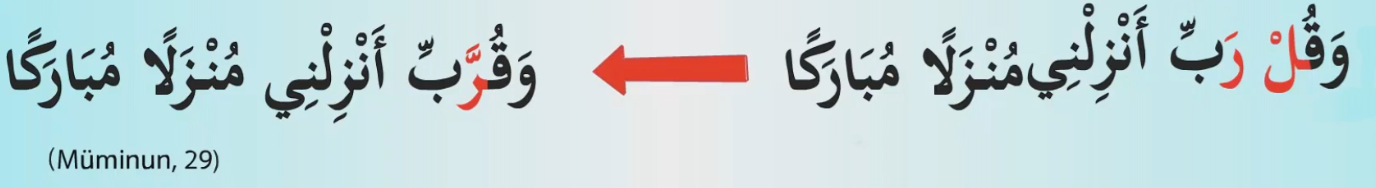 وَقُلْ رَبِّ أَنْزِلْنِي مُنْزَلًا مُبَارَكًا ← وَقُرَّبِّ أَنْزِلْنِي مُنْزَلًا مُبَارَكًا
(Müminun, 29)